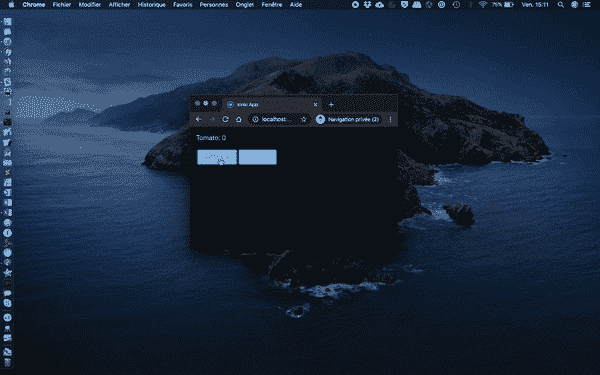 Chrome Fichier Modifier Afficher Historique Favoris Personnes Onglet Fenêtre Aide 75% Ven. 15:11
Ionic App
localhost... Navigation privée (2)
Tomate: 0